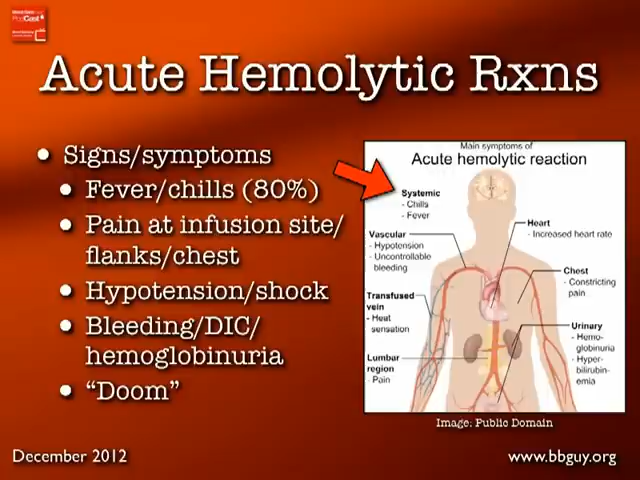 Acute Hemolytic Rxns
Signs/symptoms
Fever/chills (80%)
Pain at infusion site/
flanks/chest
Hypotension/shock
Bleeding/DIC/
hemoglobinuria
“Doom”
Main symptoms of
Acute hemolytic reaction
Systemic
- Chills
- Fever
Vascular
- Hypotension
- Uncontrollable
bleeding
Transfused
vein
- Heat
sensation
Lumbar
region
- Pain
Heart
- Increased heart rate
Chest
- Constricting
pain
Urinary
- Hemo-
globinuria
- Hyper-
bilirubin-
emia
Image: Public Domain
December 2012
www.bbguy.org